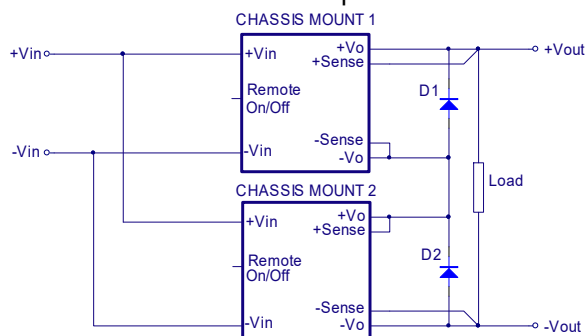 CHASSIS MOUNT 1
+Vin
+Vin
+Vo
+Vout
+Sense
Remote
On/Off
D1
-Sense
-Vin
-Vin
-Vo
Load
CHASSIS MOUNT 2
+Vin
+Vo
+Sense
Remote
On/Off
D2
-Sense
-Vin
-Vo
-Vout